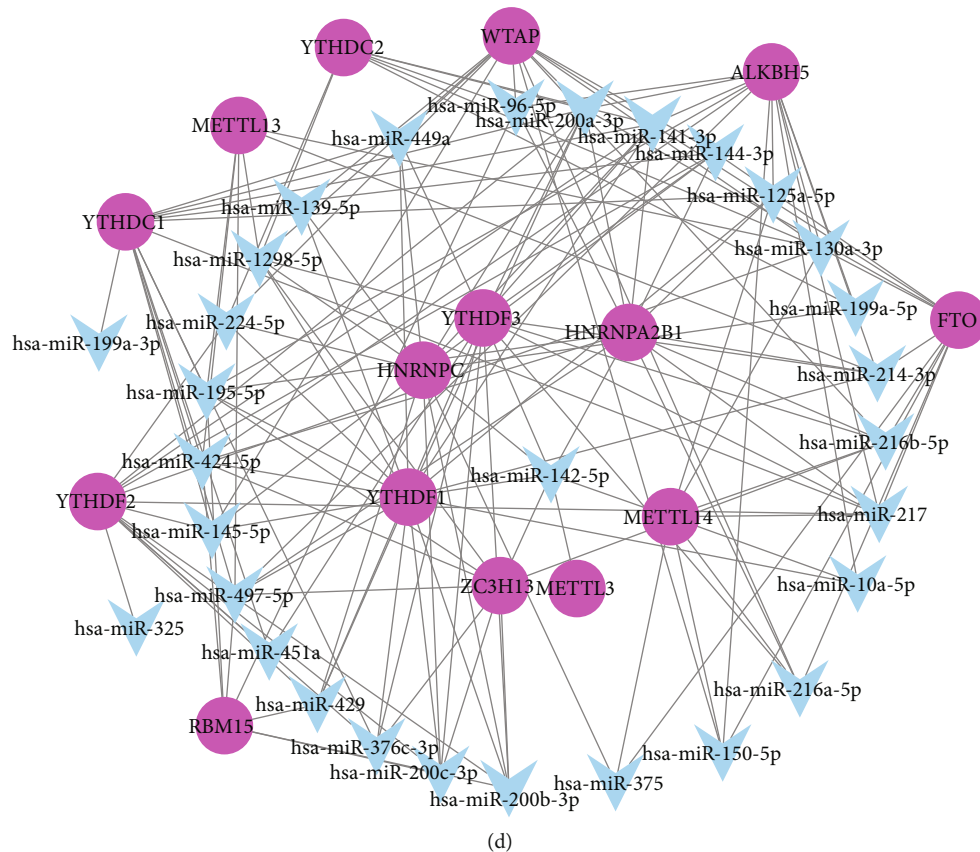 WTAP
YTHDC2
ALKBH5
hsa-miR-96-5p
hsa-miR-200a-3p
METTL13
hsa-miR-449a
hsa-miR-141-3p
hsa-miR-144-3p
hsa-miR-125a-5p
hsa-miR-139-5p
YTHDC1
hsa-miR-130a-3p
hsa-miR-1298-5p
hsa-miR-199a-5p
YTHDF3
FTO
hsa-miR-224-5p
HNRNPA2B1
hsa-miR-199a-3p
HNRNPC
hsa-miR-214-3p
hsa-miR-195-5p
hsa-miR-216b-5p
hsa-miR-424-5p
hsa-miR-142-5p
YTHDF2
YTHDF1
METTL14
hsa-miR-217
hsa-miR-145-5p
ZC3H13
METTL3
hsa-miR-10a-5p
hsa-miR-497-5p
hsa-miR-325
hsa-miR-451a
hsa-miR-216a-5p
hsa-miR-429
RBM15
hsa-miR-376c-3p
hsa-miR-150-5p
hsa-miR-200c-3p
hsa-miR-375
hsa-miR-200b-3p
(d)